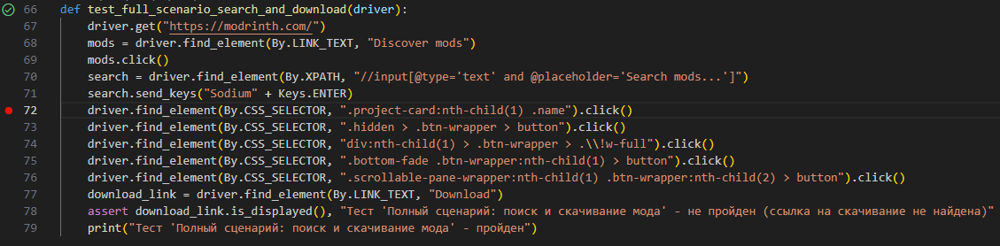 66 def test_full_scenario_search_and_download(driver):
67 driver.get("https://modrinth.com/")
68 mods = driver.find_element(By.LINK_TEXT, "Discover mods")
69 mods.click()
70 search = driver.find_element(By.XPATH, "//input[@type='text' and @placeholder='Search mods...']")
71 search.send_keys("Sodium" + Keys.ENTER)
72 driver.find_element(By.CSS_SELECTOR, ".project-card:nth-child(1) .name").click()
73 driver.find_element(By.CSS_SELECTOR, ".hidden > .btn-wrapper > button").click()
74 driver.find_element(By.CSS_SELECTOR, "div:nth-child(1) > .btn-wrapper > .\\!w-full").click()
75 driver.find_element(By.CSS_SELECTOR, ".bottom-fade .btn-wrapper:nth-child(1) > button").click()
76 driver.find_element(By.CSS_SELECTOR, ".scrollable-pane-wrapper:nth-child(1) .btn-wrapper:nth-child(2) > button").click()
77 download_link = driver.find_element(By.LINK_TEXT, "Download")
78 assert download_link.is_displayed(), "Тест 'Полный сценарий: поиск и скачивание мода' - не пройден (ссылка на скачивание не найдена)"
79 print("Тест 'Полный сценарий: поиск и скачивание мода' - пройден")